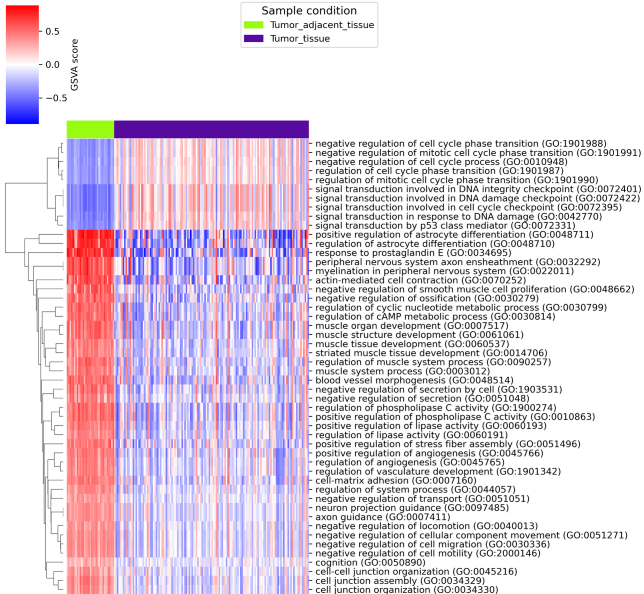 Sample condition
Tumor_adjacent_tissue
Tumor_tissue
GSVA score
0.5
0.0
−0.5
negative regulation of cell cycle phase transition (GO:1901988)
negative regulation of mitotic cell cycle phase transition (GO:1901991)
negative regulation of cell cycle process (GO:0010948)
regulation of cell cycle phase transition (GO:1901987)
regulation of mitotic cell cycle phase transition (GO:1901990)
signal transduction involved in DNA integrity checkpoint (GO:0072401)
signal transduction involved in DNA damage checkpoint (GO:0072422)
signal transduction involved in cell cycle checkpoint (GO:0072395)
signal transduction in response to DNA damage (GO:0042770)
signal transduction by p53 class mediator (GO:0072331)
positive regulation of astrocyte differentiation (GO:0048711)
regulation of astrocyte differentiation (GO:0048710)
response to prostaglandin E (GO:0034695)
peripheral nervous system axon ensheathment (GO:0032292)
myelination in peripheral nervous system (GO:0022011)
actin-mediated cell contraction (GO:0070252)
negative regulation of smooth muscle cell proliferation (GO:0048662)
negative regulation of ossification (GO:0030279)
regulation of cyclic nucleotide metabolic process (GO:0030799)
regulation of cAMP metabolic process (GO:0030814)
muscle organ development (GO:0007517)
muscle structure development (GO:0061061)
muscle tissue development (GO:0060537)
striated muscle tissue development (GO:0014706)
regulation of muscle system process (GO:0090257)
muscle system process (GO:0003012)
blood vessel morphogenesis (GO:0048514)
negative regulation of secretion by cell (GO:1903531)
negative regulation of secretion (GO:0051048)
regulation of phospholipase C activity (GO:1900274)
positive regulation of phospholipase C activity (GO:0010863)
positive regulation of lipase activity (GO:0060193)
regulation of lipase activity (GO:0060191)
positive regulation of stress fiber assembly (GO:0051496)
positive regulation of angiogenesis (GO:0045766)
regulation of angiogenesis (GO:0045765)
regulation of vasculature development (GO:1901342)
cell-matrix adhesion (GO:0007160)
regulation of system process (GO:0044057)
negative regulation of transport (GO:0051051)
neuron projection guidance (GO:0097485)
axon guidance (GO:0007411)
negative regulation of locomotion (GO:0040013)
negative regulation of cellular component movement (GO:0051271)
negative regulation of cell migration (GO:0030336)
negative regulation of cell motility (GO:2000146)
cognition (GO:0050890)
cell-cell junction organization (GO:0045216)
cell junction assembly (GO:0034329)
cell junction organization (GO:0034330)